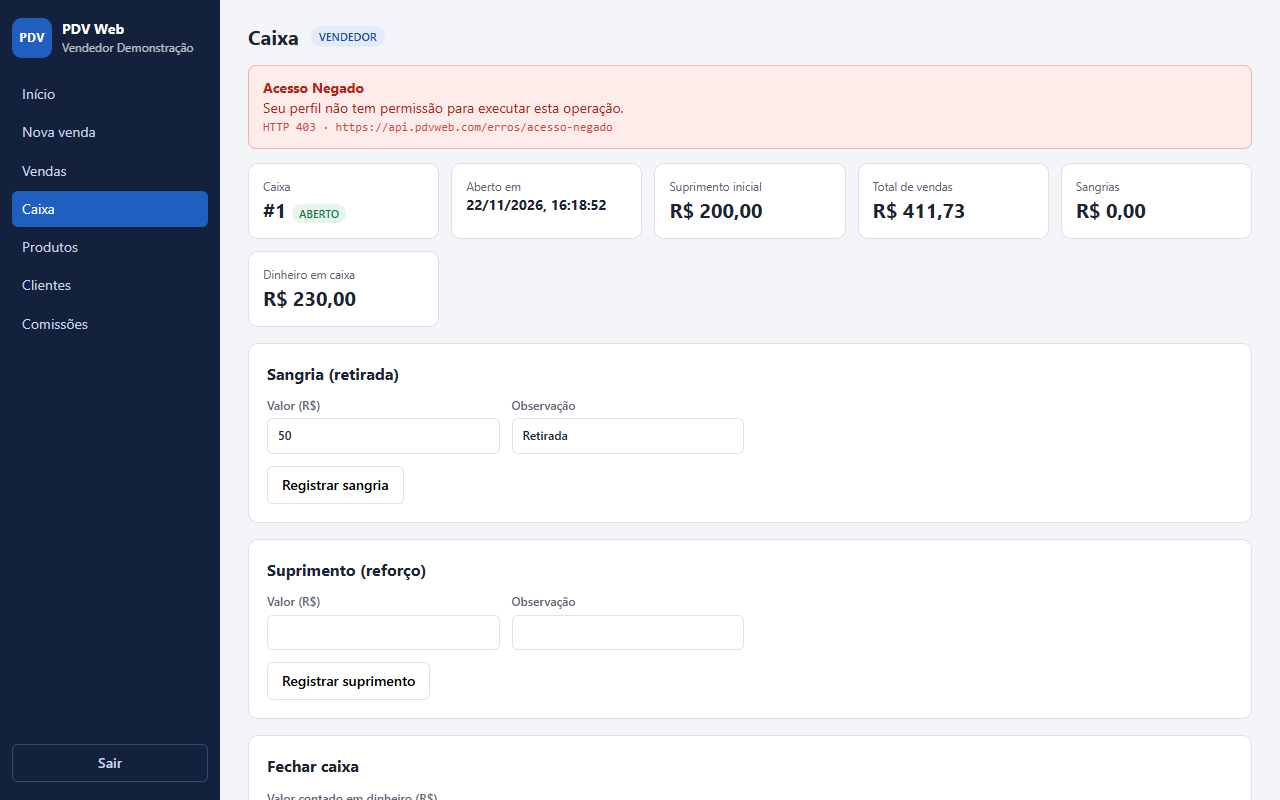 PDV
PDV Web
Vendedor Demonstração
Início
Nova venda
Vendas
Caixa
Produtos
Clientes
Comissões
Sair
Caixa
VENDEDOR
Acesso Negado
Seu perfil não tem permissão para executar esta operação.
HTTP 403 · https://api.pdvweb.com/erros/acesso-negado
Caixa
#1 ABERTO
Aberto em
22/11/2026, 16:18:52
Suprimento inicial
R$ 200,00
Total de vendas
R$ 411,73
Sangrias
R$ 0,00
Dinheiro em caixa
R$ 230,00
Sangria (retirada)
Valor (R$)
Observação
50
Retirada
Registrar sangria
Suprimento (reforço)
Valor (R$)
Observação
Registrar suprimento
Fechar caixa
Valor contado em dinheiro (R$)